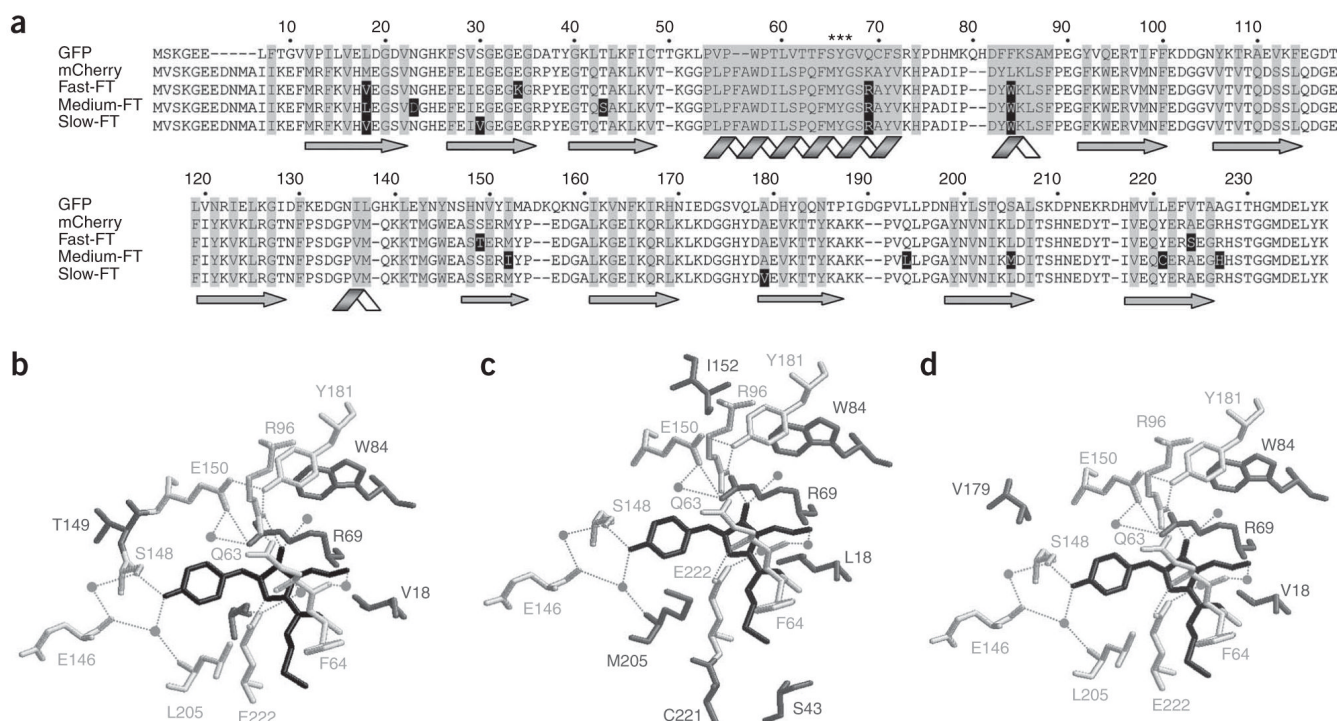 a
10 20 30 40 50 60 *** 70 80 90 100 110
GFP MSKGEE-----LFTGVVPILVELDGDVNGHKFSVSGEGEGDATYGKLTLKFICTTGKLPVP--WPTLVTTFSYGVQCFSRYPDHMKQHDFFKSAMPEGYVQERTIFFKDDGNYKTRAEVKFEGDT
mCherry MVSKGEEDNMAIIKEFMRFKVHMEGSVNGHEFEIEGEGEGRPYEGTQTAKLKVT-KGGPLPFAWDILSPQFMYGSKAYVKHPADIP--DYLKLSFPEGFKWERVMNFEDGGVVTVTQDSSLQDGE
Fast-FT MVSKGEEDNMAIIKEFMRFKVHVEGSVNGHEFEIEGEGKGRPYEGTQTAKLKVT-KGGPLPFAWDILSPQFMYGSRAYVKHPADIP--DYWKLSFPEGFKWERVMNFEDGGVVTVTQDSSLQDGE
Medium-FT MVSKGEEDNMAIIKEFMRFKVHLEGSVDGHEFEIEGEGEGRPYEGTQSAKLKVT-KGGPLPFAWDILSPQFMYGSRAYVKHPADIP--DYWKLSFPEGFKWERVMNFEDGGVVTVTQDSSLQDGE
Slow-FT MVSKGEEDNMAIIKEFMRFKVHVEGSVNGHEFEIVGEGEGRPYEGTQTAKLKVT-KGGPLPFAWDILSPQFMYGSRAYVKHPADIP--DYWKLSFPEGFKWERVMNFEDGGVVTVTQDSSLQDGE
120 130 140 150 160 170 180 190 200 210 220 230
GFP LVNRIELKGIDFKEDGNILGHKLEYNYNSHNVYIMADKQKNGIKVNFKIRHNIEDGSVQLADHYQQNTPIGDGPVLLPDNHYLSTQSALSKDPNEKRDHMVLLEFVTAAGITHGMDELYK
mCherry FIYKVKLRGTNFPSDGPVM-QKKTMGWEASSERMYP--EDGALKGEIKQRLKLKDGGHYDAEVKTTYKAKK--PVQLPGAYNVNIKLDITSHNEDYT-IVEQYERAEGRHSTGGMDELYK
Fast-FT FIYKVKLRGTNFPSDGPVM-QKKTMGWEASTERMYP--EDGALKGEIKQRLKLKDGGHYDAEVKTTYKAKK--PVQLPGAYNVNIKLDITSHNEDYT-IVEQYERSEGRHSTGGMDELYK
Medium-FT FIYKVKLRGTNFPSDGPVM-QKKTMGWEASSERIYP--EDGALKGEIKQRLKLKDGGHYDAEVKTTYKAKK--PVLLPGAYNVNIKMDITSHNEDYT-IVEQCERAEGHHSTGGMDELYK
Slow-FT FIYKVKLRGTNFPSDGPVM-QKKTMGWEASSERMYP--EDGALKGEIKQRLKLKDGGHYDVEVKTTYKAKK--PVQLPGAYNVNIKLDITSHNEDYT-IVEQYERAEGRHSTGGMDELYK
b
Y181
R96
W84
E150
T149
R69
S148
Q63
V18
E146
F64
L205
E222
c
I152
Y181
R96
W84
E150
R69
Q63
S148
L18
E222
E146
F64
M205
C221
S43
d
Y181
R96
W84
E150
V179
R69
S148
Q63
V18
E146
F64
L205
E222